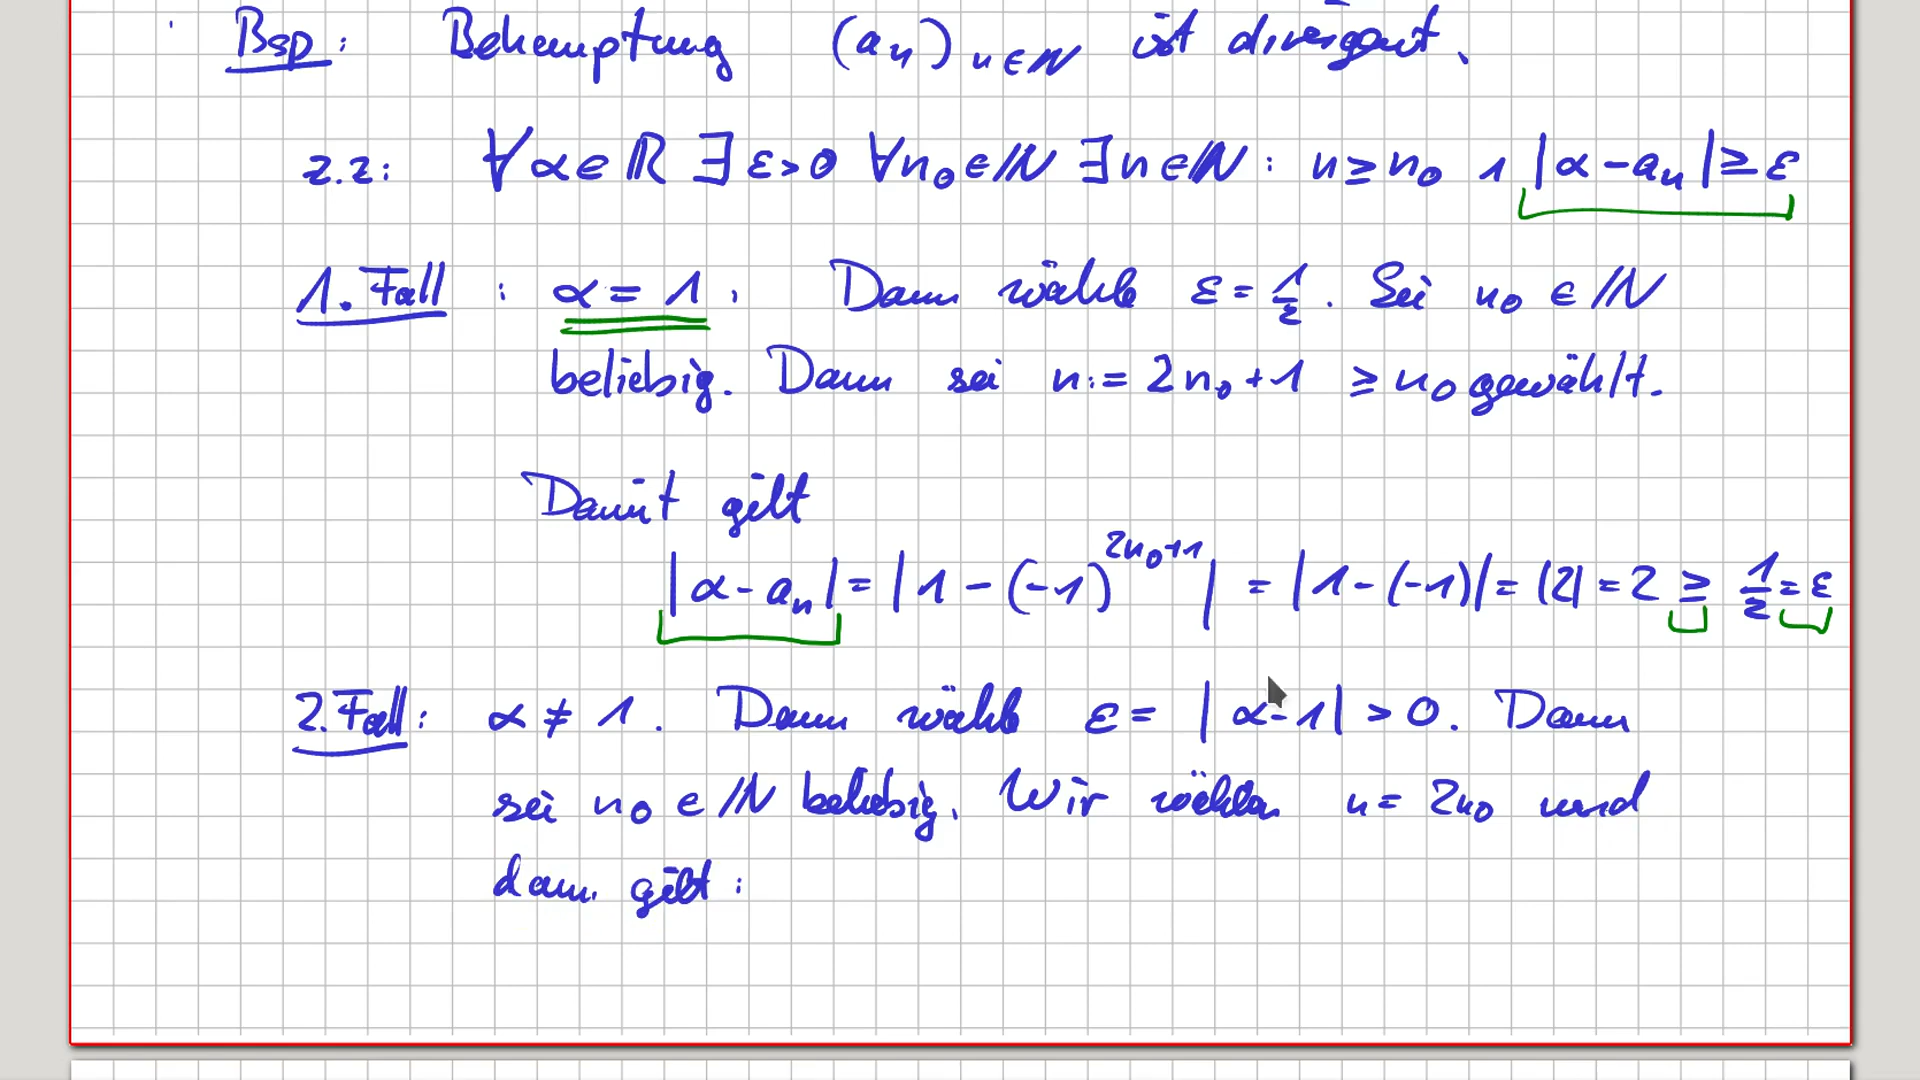 Bsp: Behauptung (aₙ)ₙ∈ℕ ist divergent.
z.z: ∀α∈ℝ ∃ε>0 ∀n₀∈ℕ ∃n∈ℕ: n≥n₀ ∧ |α-aₙ|≥ε
1. Fall: α=1. Dann wähle ε=1/2. Sei n₀∈ℕ
beliebig. Dann sei n:=2n₀+1 ≥ n₀ gewählt.
Damit gilt
|α-aₙ| = |1-(-1)^(2n₀+1)| = |1-(-1)| = |2| = 2 ≥ 1/2 = ε
2. Fall: α≠1. Dann wähle ε=|α-1|>0. Dann
sei n₀∈ℕ beliebig. Wir wählen n=2n₀ und
dann gilt: